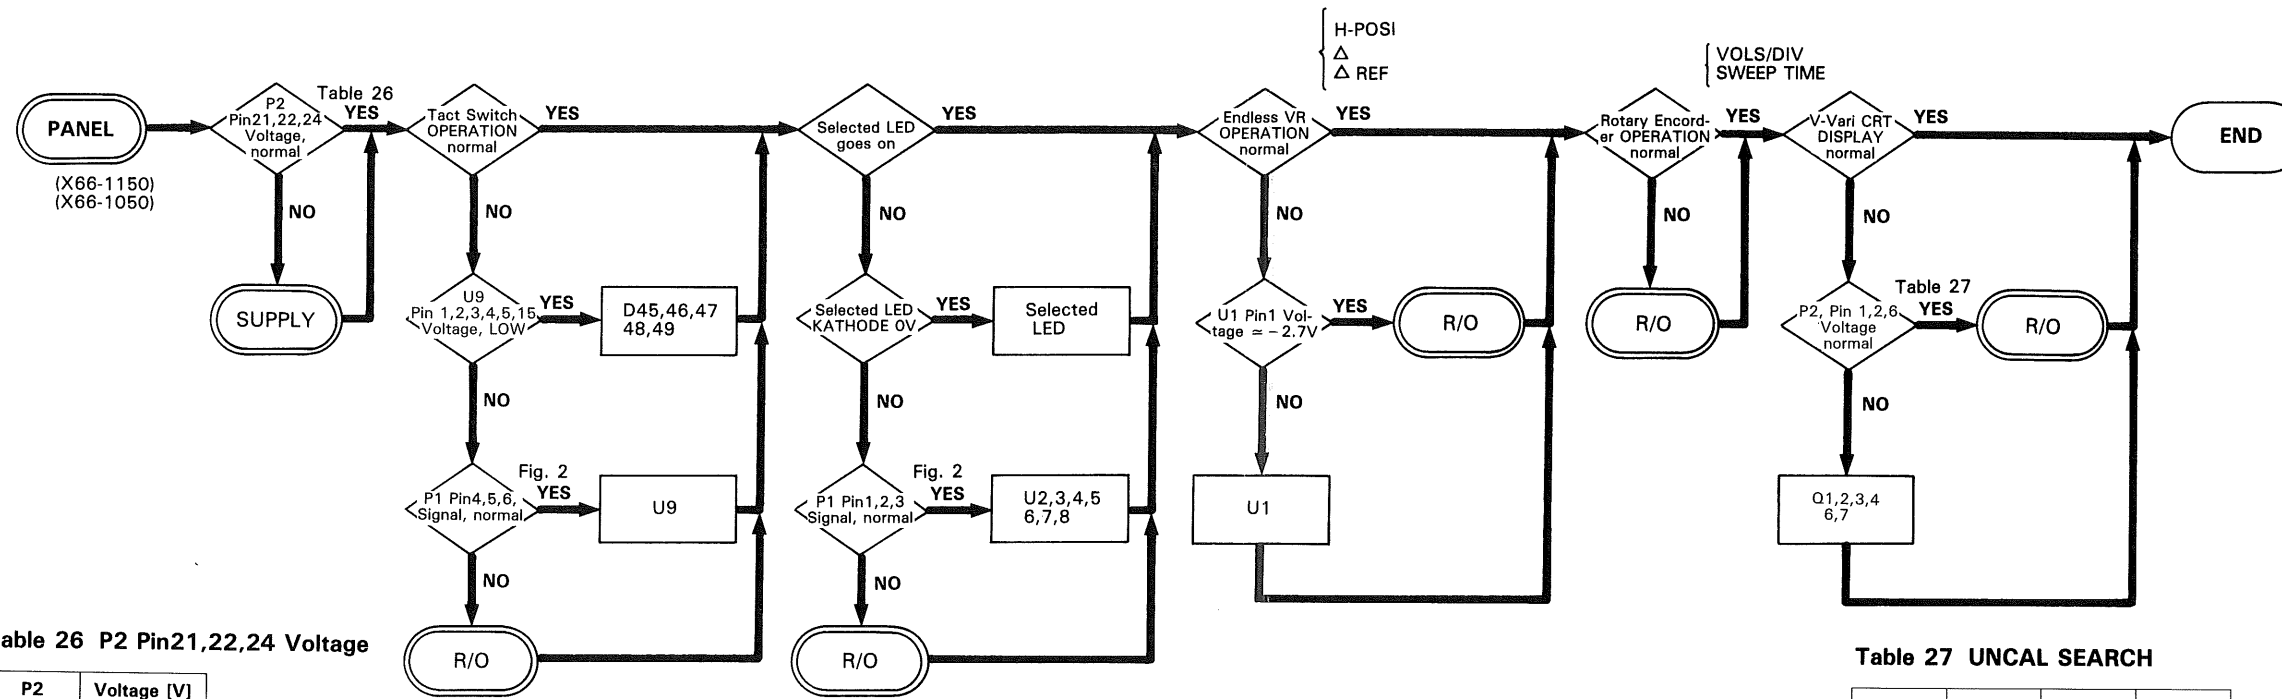 H-POSI
△
△ REF
VOLS/DIV
SWEEP TIME
PANEL
(X66-1150)
(X66-1050)
P2
Pin21,22,24
Voltage,
normal
Table 26
YES
NO
SUPPLY
Tact Switch
OPERATION
normal
YES
NO
U9
Pin 1,2,3,4,5,15
Voltage, LOW
YES
D45,46,47
48,49
NO
P1 Pin4,5,6,
Signal, normal
Fig. 2
YES
U9
NO
R/O
Selected LED
goes on
YES
NO
Selected LED
KATHODE 0V
YES
Selected
LED
NO
P1 Pin1,2,3
Signal, normal
Fig. 2
YES
U2,3,4,5
6,7,8
NO
R/O
Endless VR
OPERATION
normal
YES
NO
U1 Pin1 Vol-
tage ≃ −2.7V
YES
R/O
NO
U1
Rotary Encord-
er OPERATION
normal
YES
NO
R/O
V-Vari CRT
DISPLAY
normal
YES
NO
P2, Pin 1,2,6
Voltage
normal
Table 27
YES
R/O
NO
Q1,2,3,4
6,7
END
able 26 P2 Pin21,22,24 Voltage
P2
Voltage [V]
Table 27 UNCAL SEARCH